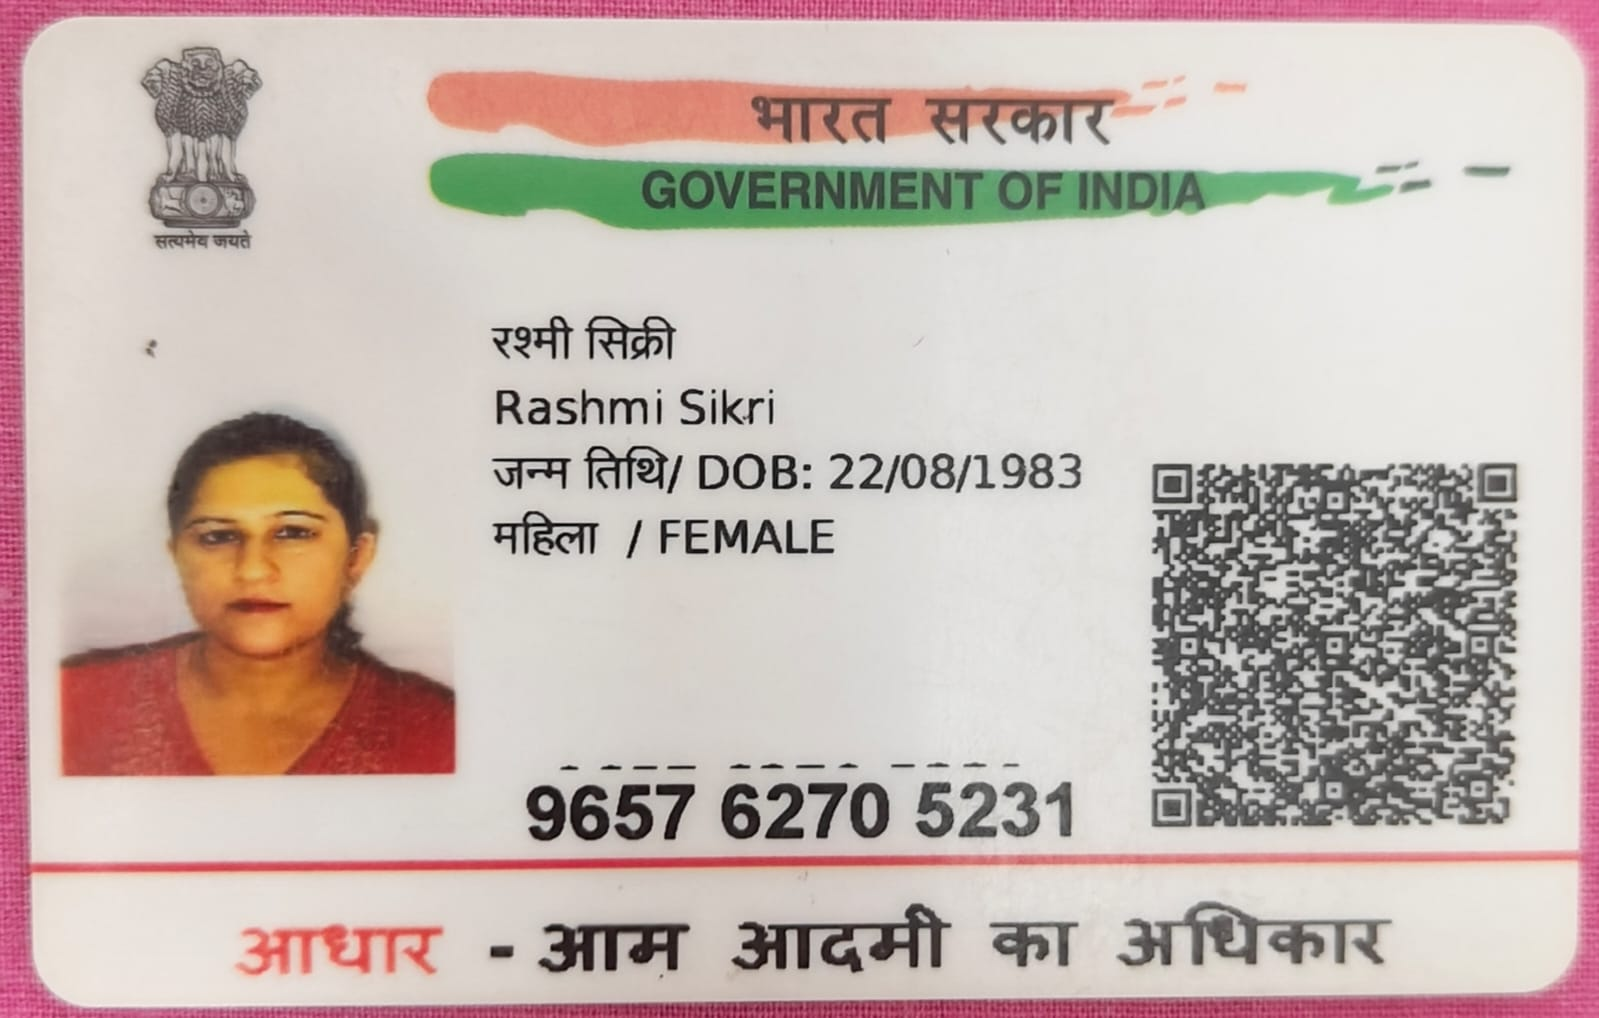 भारत सरकार
GOVERNMENT OF INDIA
सत्यमेव जयते
रश्मी सिक्री
Rashmi Sikri
जन्म तिथि/ DOB: 22/08/1983
महिला / FEMALE
9657 6270 5231
आधार - आम आदमी का अधिकार